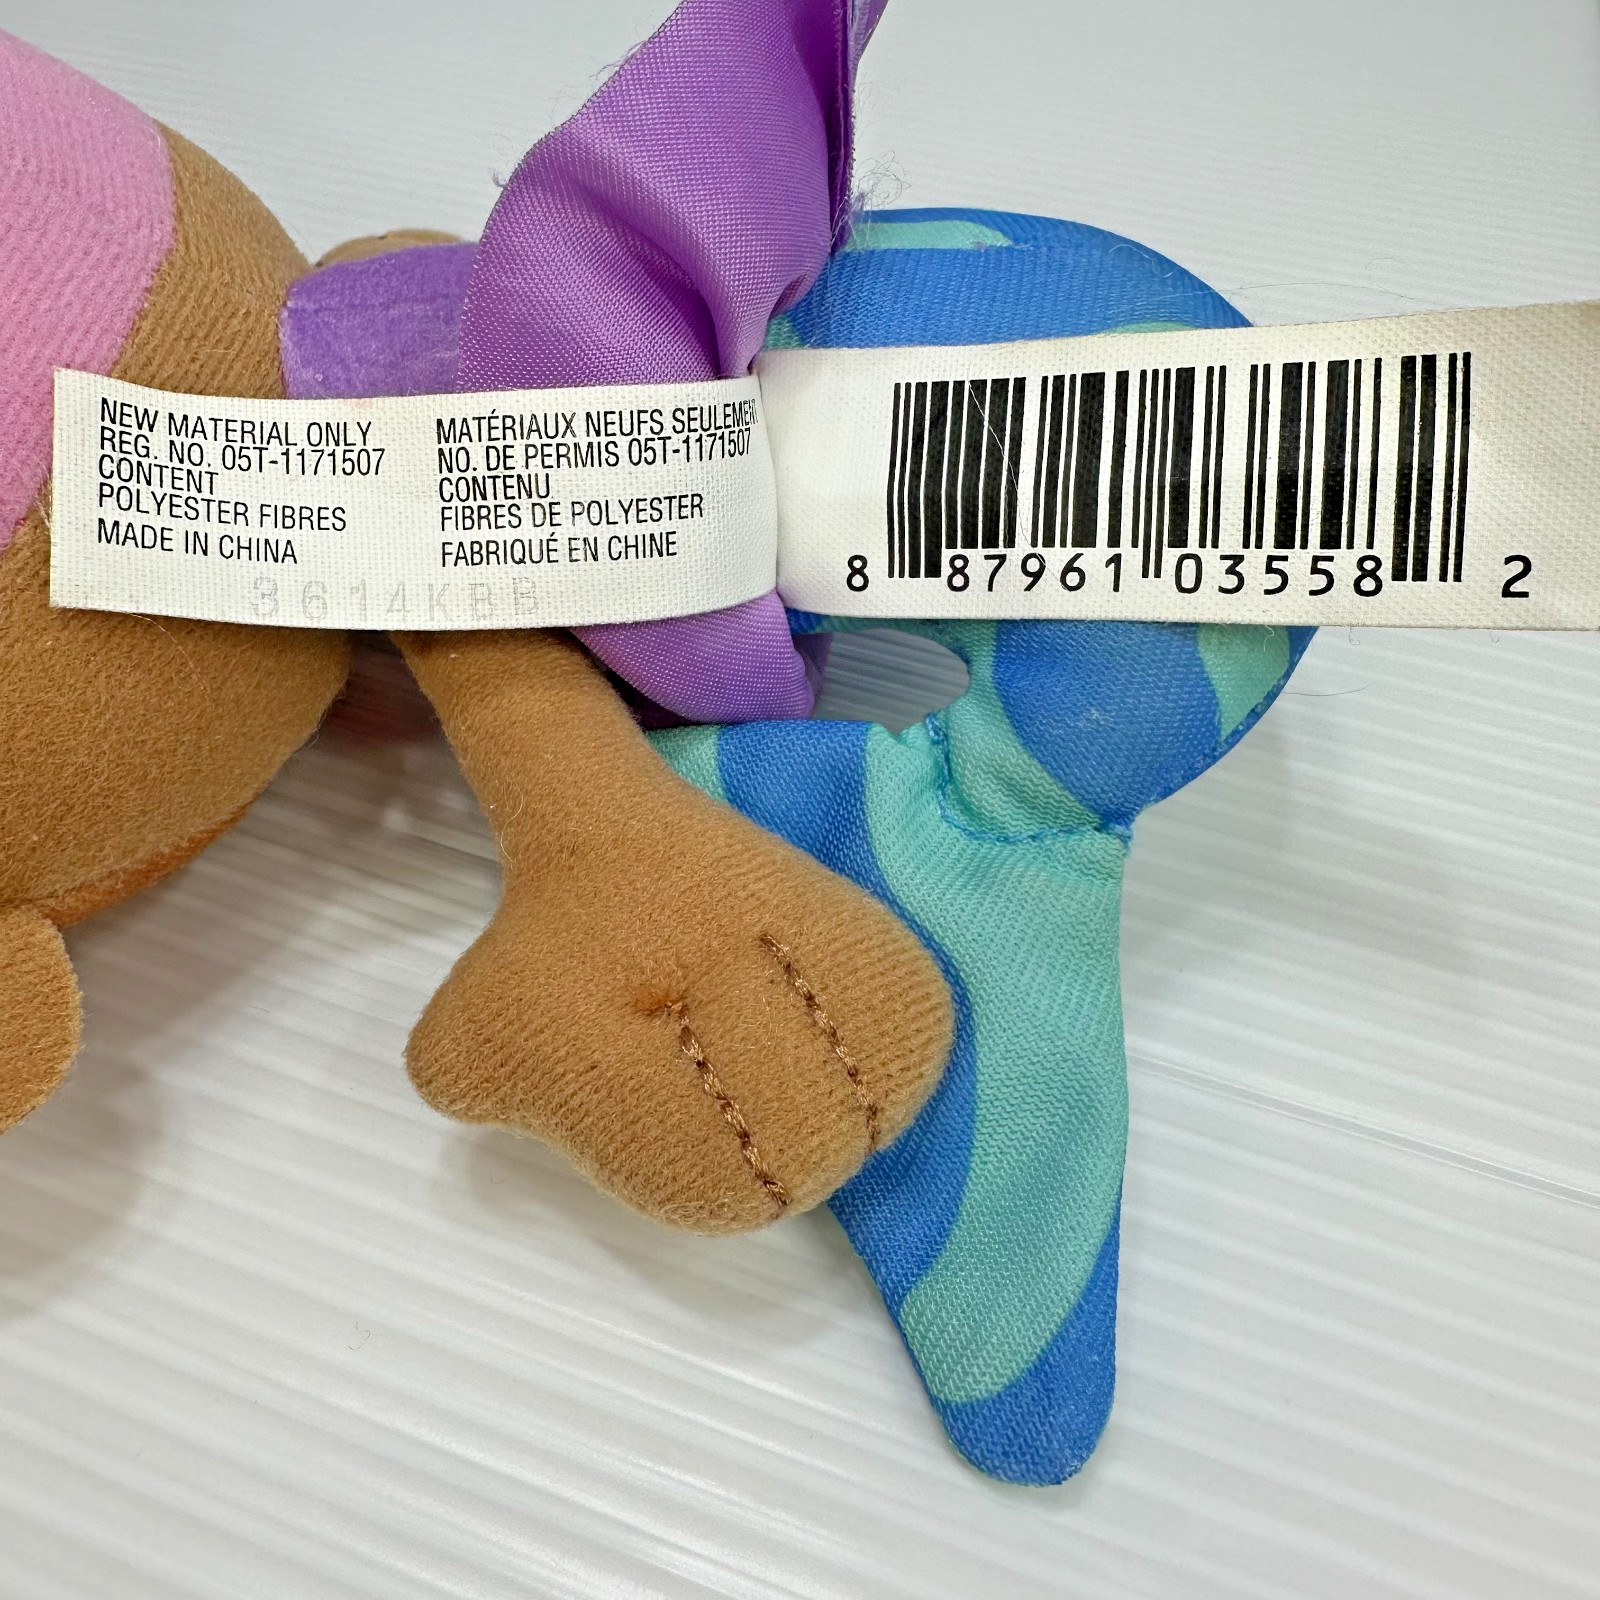 NEW MATERIAL ONLY
REG. NO. 05T-1171507
CONTENT
POLYESTER FIBRES
MADE IN CHINA
MATÉRIAUX NEUFS SEULEMENT
NO. DE PERMIS 05T-1171507
CONTENU
FIBRES DE POLYESTER
FABRIQUÉ EN CHINE
3614KBB
8 87961 03558 2